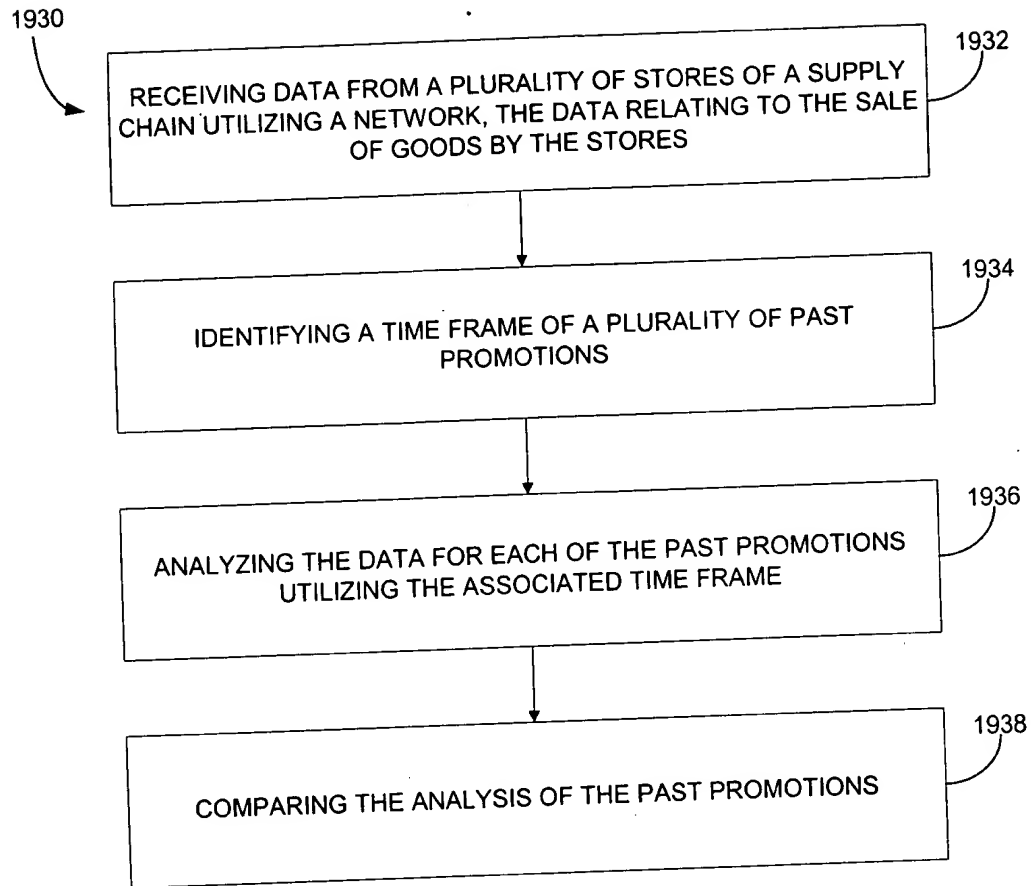 1930
1932
RECEIVING DATA FROM A PLURALITY OF STORES OF A SUPPLY
CHAIN UTILIZING A NETWORK, THE DATA RELATING TO THE SALE
OF GOODS BY THE STORES
1934
IDENTIFYING A TIME FRAME OF A PLURALITY OF PAST
PROMOTIONS
1936
ANALYZING THE DATA FOR EACH OF THE PAST PROMOTIONS
UTILIZING THE ASSOCIATED TIME FRAME
1938
COMPARING THE ANALYSIS OF THE PAST PROMOTIONS